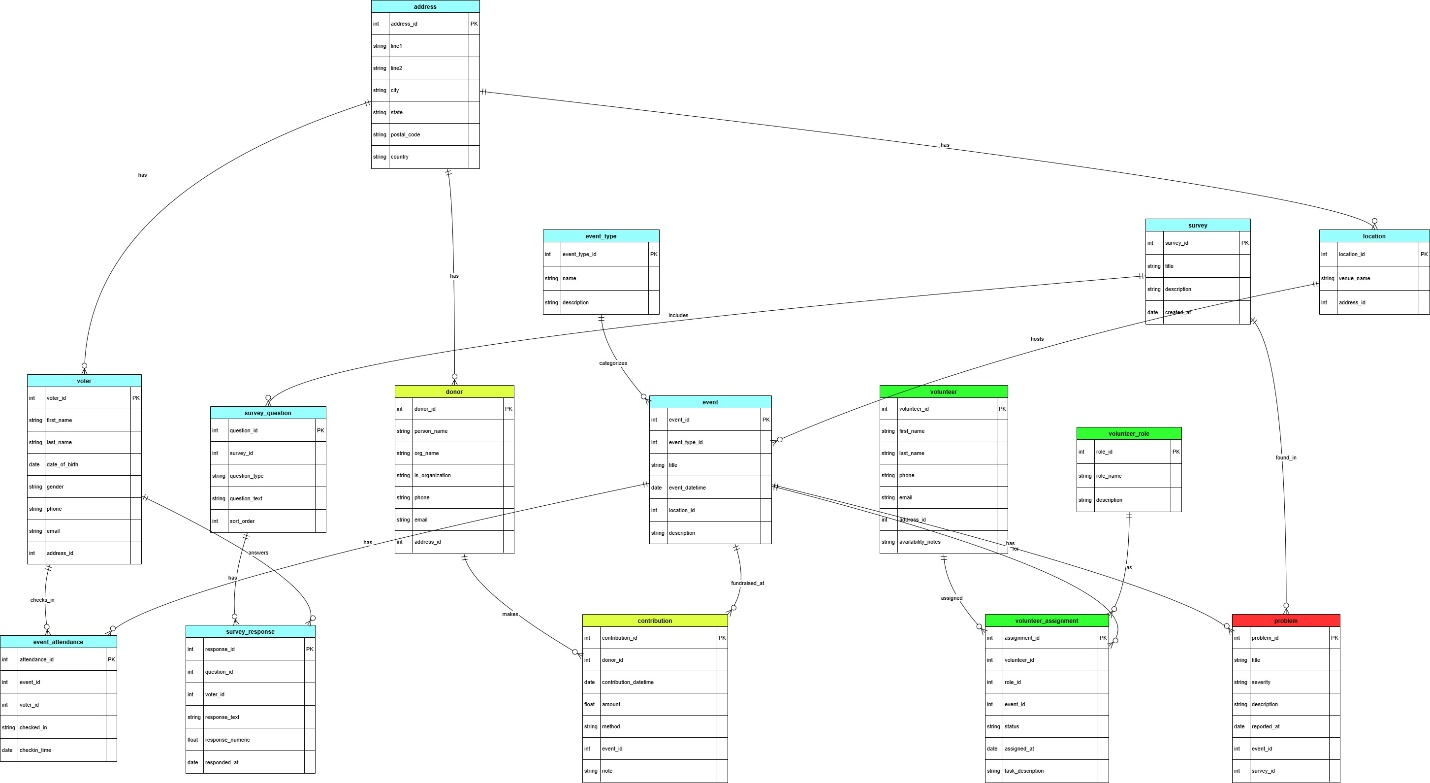 address
int address_id PK
string line1
string line2
string city
string state
string postal_code
string country
has
has
has
event_type
int event_type_id PK
string name
string description
survey
int survey_id PK
string title
string description
date created_at
location
int location_id PK
string venue_name
int address_id
includes
hosts
categorizes
voter
int voter_id PK
string first_name
string last_name
date date_of_birth
string gender
string phone
string email
int address_id
survey_question
int question_id PK
int survey_id
string question_type
string question_text
int sort_order
donor
int donor_id PK
string person_name
string org_name
string is_organization
string phone
string email
int address_id
event
int event_id PK
int event_type_id
string title
date event_datetime
int location_id
string description
volunteer
int volunteer_id PK
string first_name
string last_name
string phone
string email
int address_id
string availability_notes
volunteer_role
int role_id PK
string role_name
string description
found_in
has
answers
has
for
has
as
checks_in
makes
fundraised_at
assigned
event_attendance
int attendance_id PK
int event_id
int voter_id
string checked_in
date checkin_time
survey_response
int response_id PK
int question_id
int voter_id
string response_text
float response_numeric
date responded_at
contribution
int contribution_id PK
int donor_id
date contribution_datetime
float amount
string method
int event_id
string note
volunteer_assignment
int assignment_id PK
int volunteer_id
int role_id
int event_id
string status
date assigned_at
string task_description
problem
int problem_id PK
string title
string severity
string description
date reported_at
int event_id
int survey_id